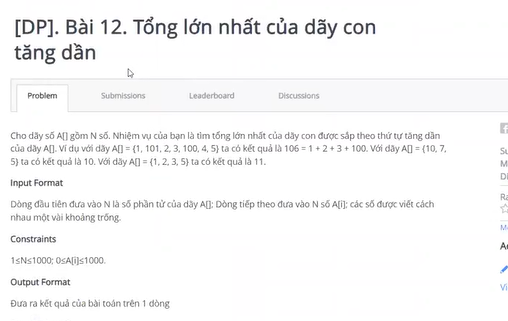 [DP]. Bài 12. Tổng lớn nhất của dãy con
tăng dần
Problem
Submissions
Leaderboard
Discussions
Cho dãy số A[] gồm N số. Nhiệm vụ của bạn là tìm tổng lớn nhất của dãy con được sắp theo thứ tự tăng dần
của dãy A[]. Ví dụ với dãy A[] = {1, 101, 2, 3, 100, 4, 5} ta có kết quả là 106 = 1 + 2 + 3 + 100. Với dãy A[] = {10, 7,
5} ta có kết quả là 10. Với dãy A[] = {1, 2, 3, 5} ta có kết quả là 11.
Input Format
Dòng đầu tiên đưa vào N là số phần tử của dãy A[]; Dòng tiếp theo đưa vào N số A[i]; các số được viết cách
nhau một vài khoảng trống.
Constraints
1≤N≤1000; 0≤A[i]≤1000.
Output Format
Đưa ra kết quả của bài toán trên 1 dòng